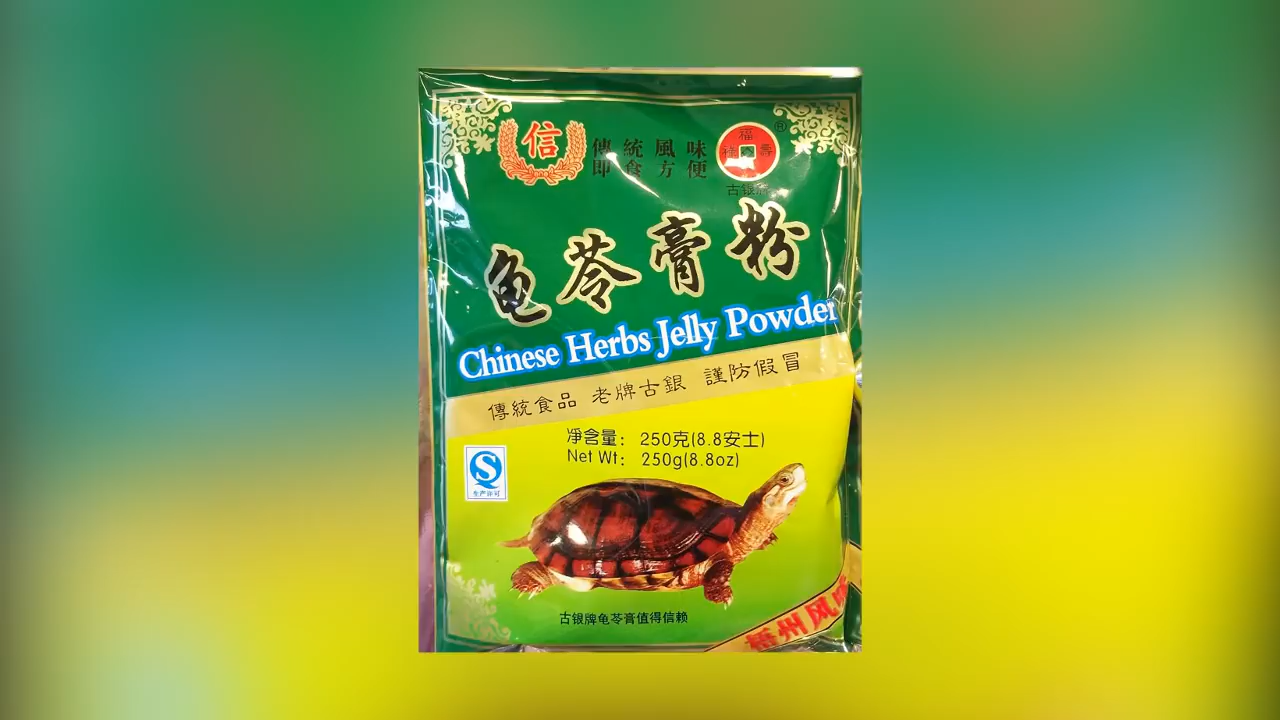 信
傳統風味
即食方便
福
祿 壽
®
古银牌
龟苓膏粉
Chinese Herbs Jelly Powder
傳統食品 老牌古銀 謹防假冒
淨含量： 250克(8.8安士)
Net Wt： 250g(8.8oz)
S
生产许可
古银牌龟苓膏值得信赖
梧州风味